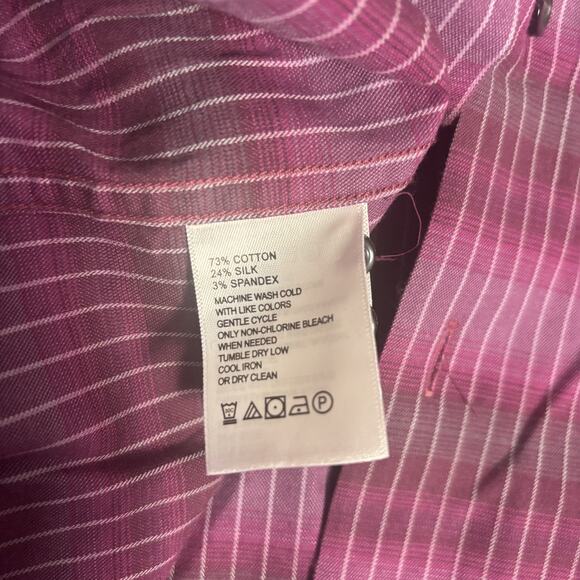 73% COTTON
24% SILK
3% SPANDEX
MACHINE WASH COLD
WITH LIKE COLORS
GENTLE CYCLE
ONLY NON-CHLORINE BLEACH
WHEN NEEDED
TUMBLE DRY LOW
COOL IRON
OR DRY CLEAN
30C P